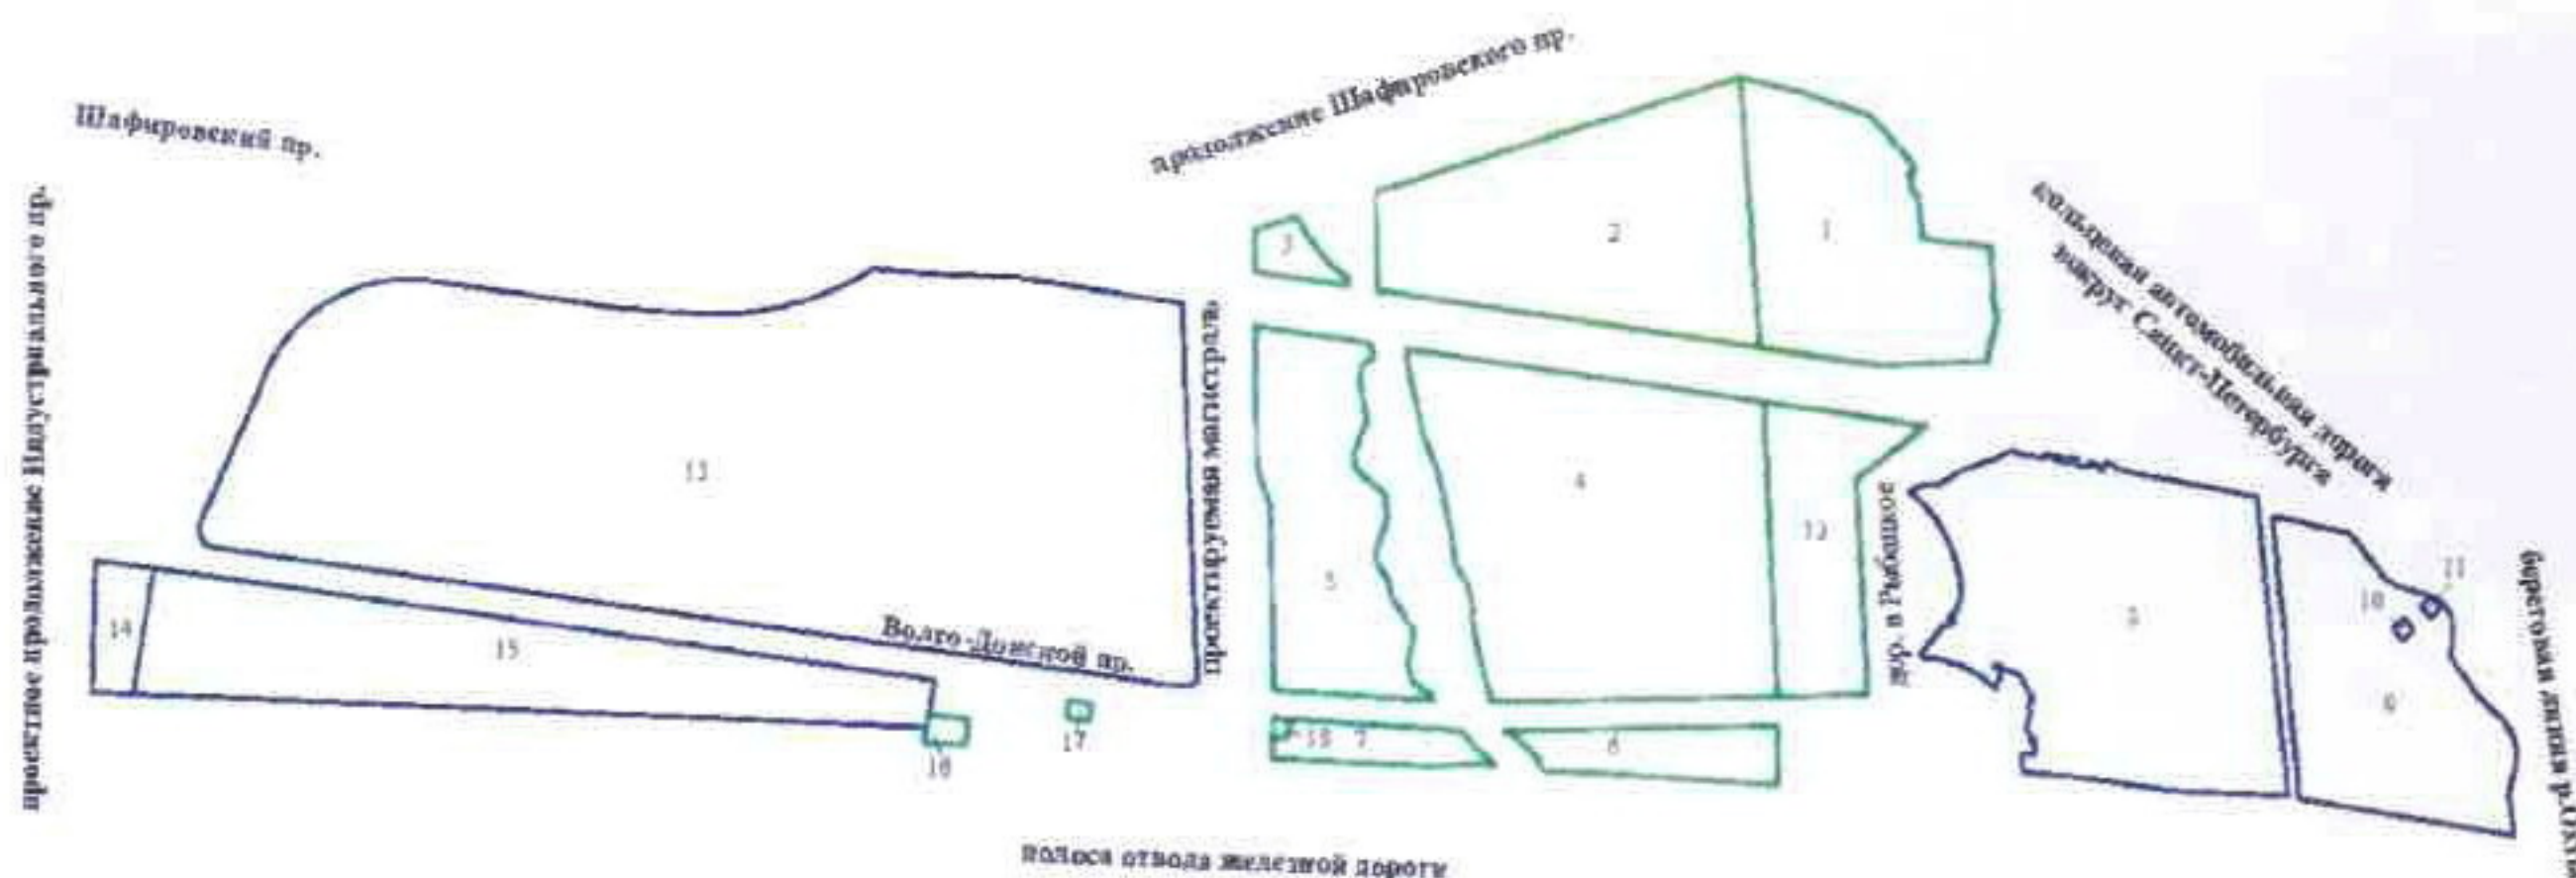 Шафировский пр.
продолжение Шафировского пр.
кольцевая автомобильная дорога
вокруг Санкт-Петербурга
проектное продолжение Индустриального пр.
проектируемая магистраль
дор. в Рыбацкое
береговая линия р.
Волго-Донской пр.
полоса отвода железной дороги
1
2
3
4
5
6
7
9
10
11
12
13
14
15
16
17
18